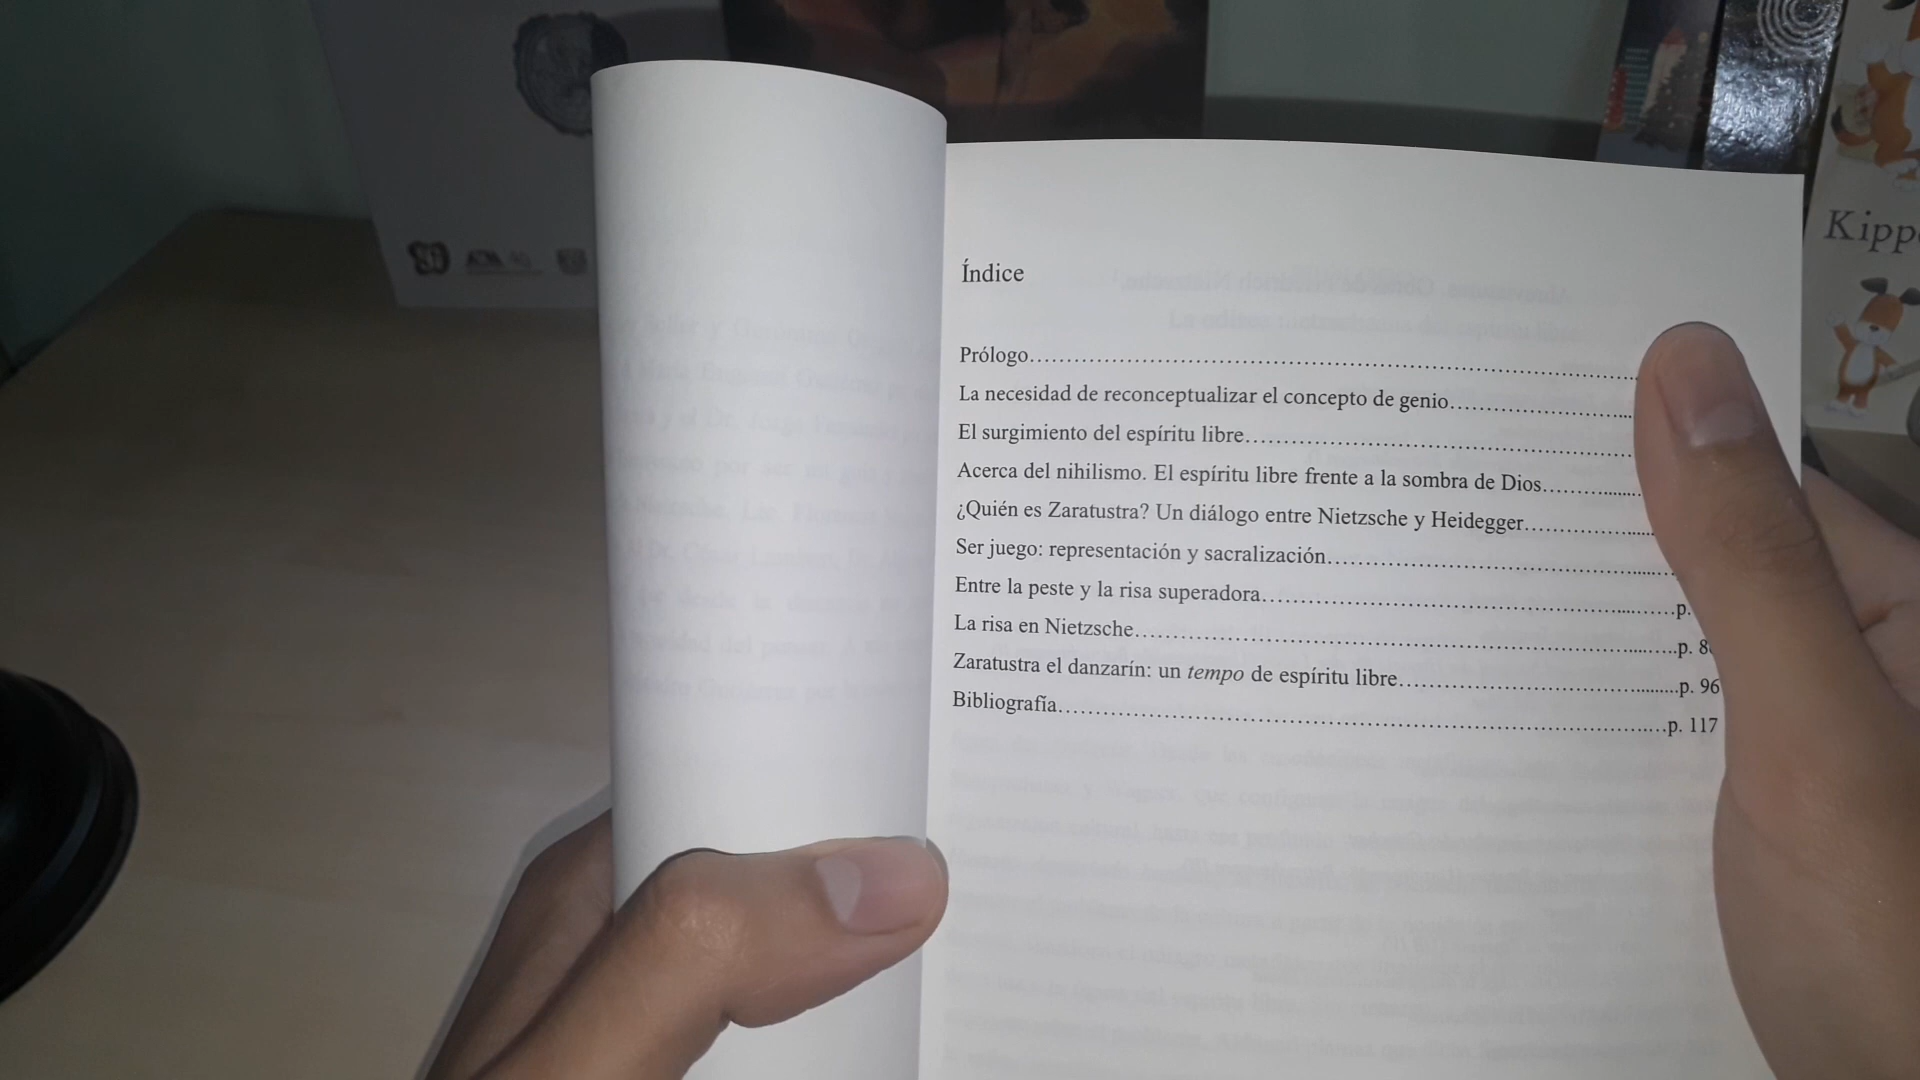 Índice
Prólogo
La necesidad de reconceptualizar el concepto de genio
El surgimiento del espíritu libre
Acerca del nihilismo. El espíritu libre frente a la sombra de Dios
¿Quién es Zaratustra? Un diálogo entre Nietzsche y Heidegger
Ser juego: representación y sacralización
Entre la peste y la risa superadora p.
La risa en Nietzsche p. 8
Zaratustra el danzarín: un tempo de espíritu libre p. 96
Bibliografía p. 117
Kipp